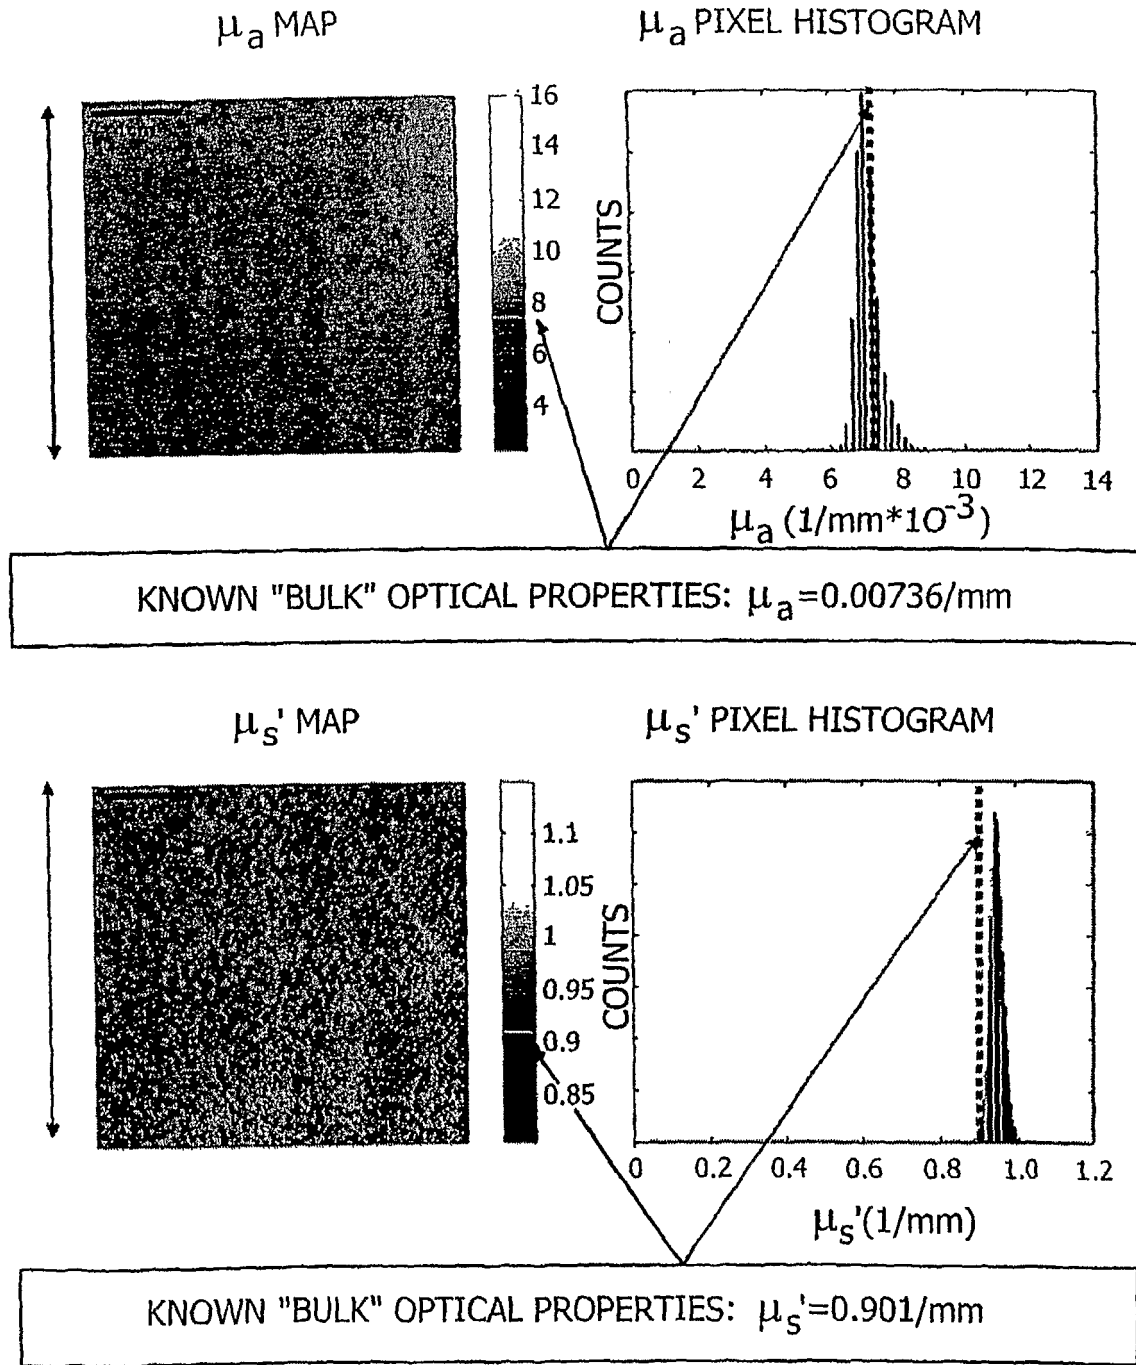 μa MAP
μa PIXEL HISTOGRAM
16
14
12
10
8
6
4
COUNTS
0 2 4 6 8 10 12 14
μa (1/mm*10-3)
KNOWN "BULK" OPTICAL PROPERTIES: μa=0.00736/mm
μs' MAP
μs' PIXEL HISTOGRAM
1.1
1.05
1
0.95
0.9
0.85
COUNTS
0 0.2 0.4 0.6 0.8 1.0 1.2
μs'(1/mm)
KNOWN "BULK" OPTICAL PROPERTIES: μs'=0.901/mm